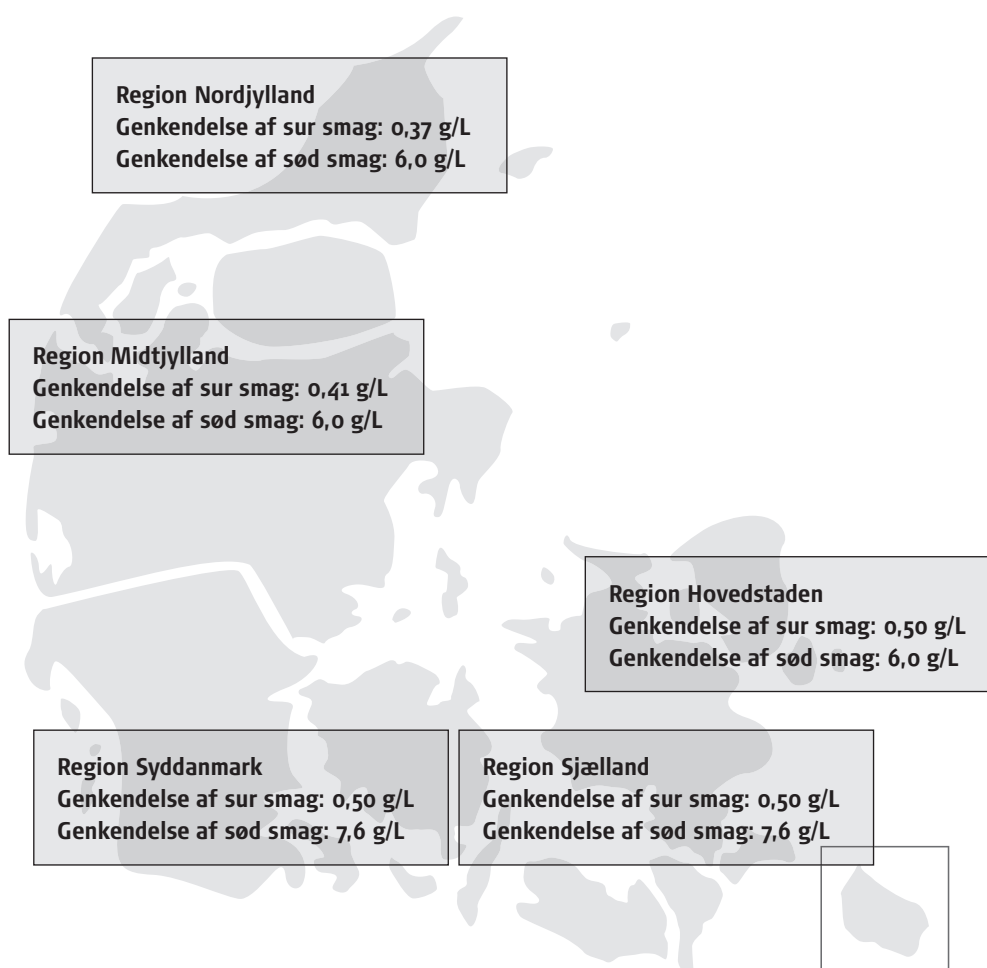 Region Nordjylland
Genkendelse af sur smag: 0,37 g/L
Genkendelse af sød smag: 6,0 g/L
Region Midtjylland
Genkendelse af sur smag: 0,41 g/L
Genkendelse af sød smag: 6,0 g/L
Region Hovedstaden
Genkendelse af sur smag: 0,50 g/L
Genkendelse af sød smag: 6,0 g/L
Region Syddanmark
Genkendelse af sur smag: 0,50 g/L
Genkendelse af sød smag: 7,6 g/L
Region Sjælland
Genkendelse af sur smag: 0,50 g/L
Genkendelse af sød smag: 7,6 g/L